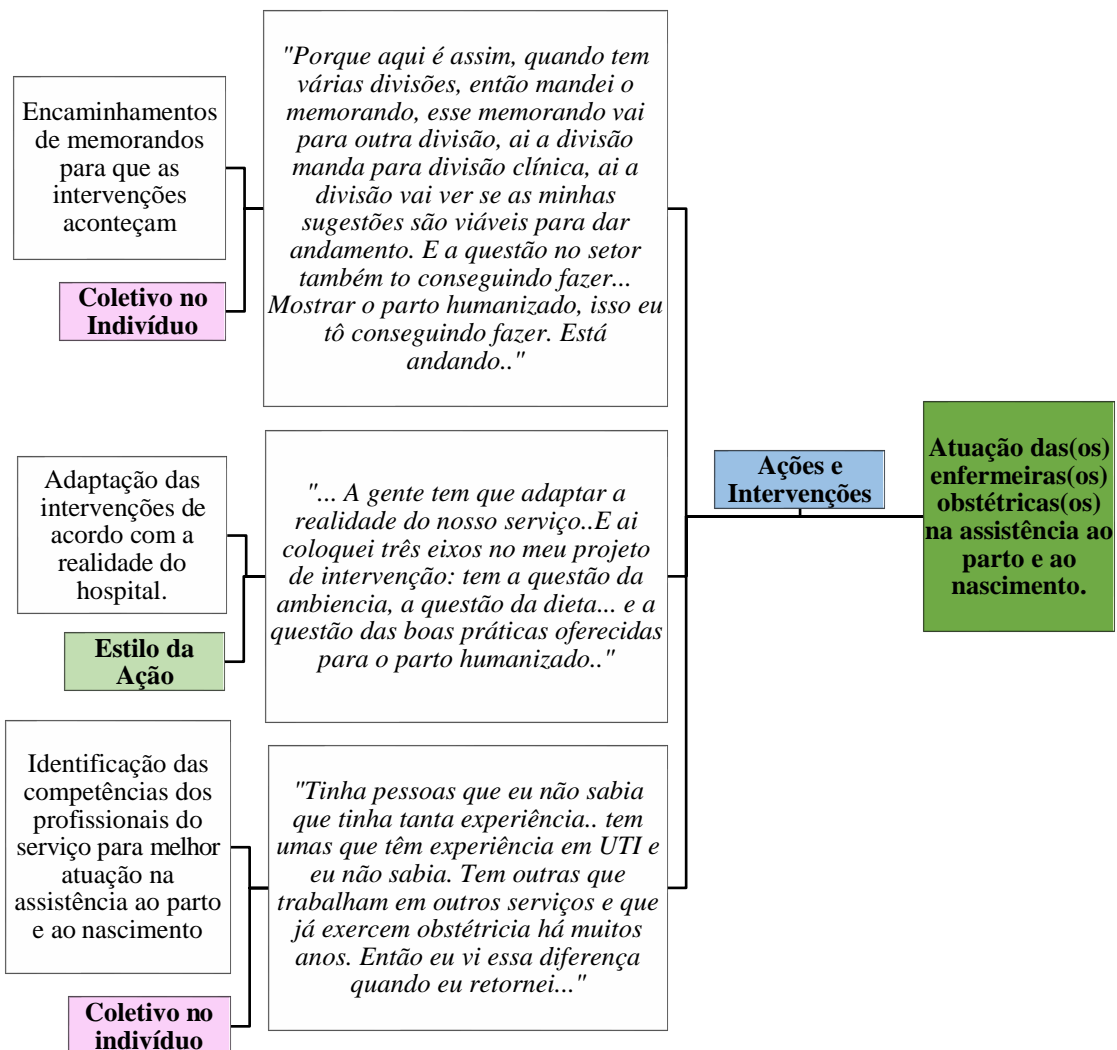 Encaminhamentos
de memorandos
para que as
intervenções
aconteçam
Coletivo no
Indivíduo
"Porque aqui é assim, quando tem
várias divisões, então mandei o
memorando, esse memorando vai
para outra divisão, ai a divisão
manda para divisão clínica, ai a
divisão vai ver se as minhas
sugestões são viáveis para dar
andamento. E a questão no setor
também to conseguindo fazer...
Mostrar o parto humanizado, isso eu
tô conseguindo fazer. Está
andando.."
Adaptação das
intervenções de
acordo com a
realidade do
hospital.
Estilo da
Ação
"... A gente tem que adaptar a
realidade do nosso serviço..E ai
coloquei três eixos no meu projeto
de intervenção: tem a questão da
ambiencia, a questão da dieta... e a
questão das boas práticas oferecidas
para o parto humanizado.."
Identificação das
competências dos
profissionais do
serviço para melhor
atuação na
assistência ao parto
e ao nascimento
Coletivo no
indivíduo
"Tinha pessoas que eu não sabia
que tinha tanta experiência.. tem
umas que têm experiência em UTI e
eu não sabia. Tem outras que
trabalham em outros serviços e que
já exercem obstétricia há muitos
anos. Então eu vi essa diferença
quando eu retornei..."
Ações e
Intervenções
Atuação das(os)
enfermeiras(os)
obstétricas(os)
na assistência ao
parto e ao
nascimento.